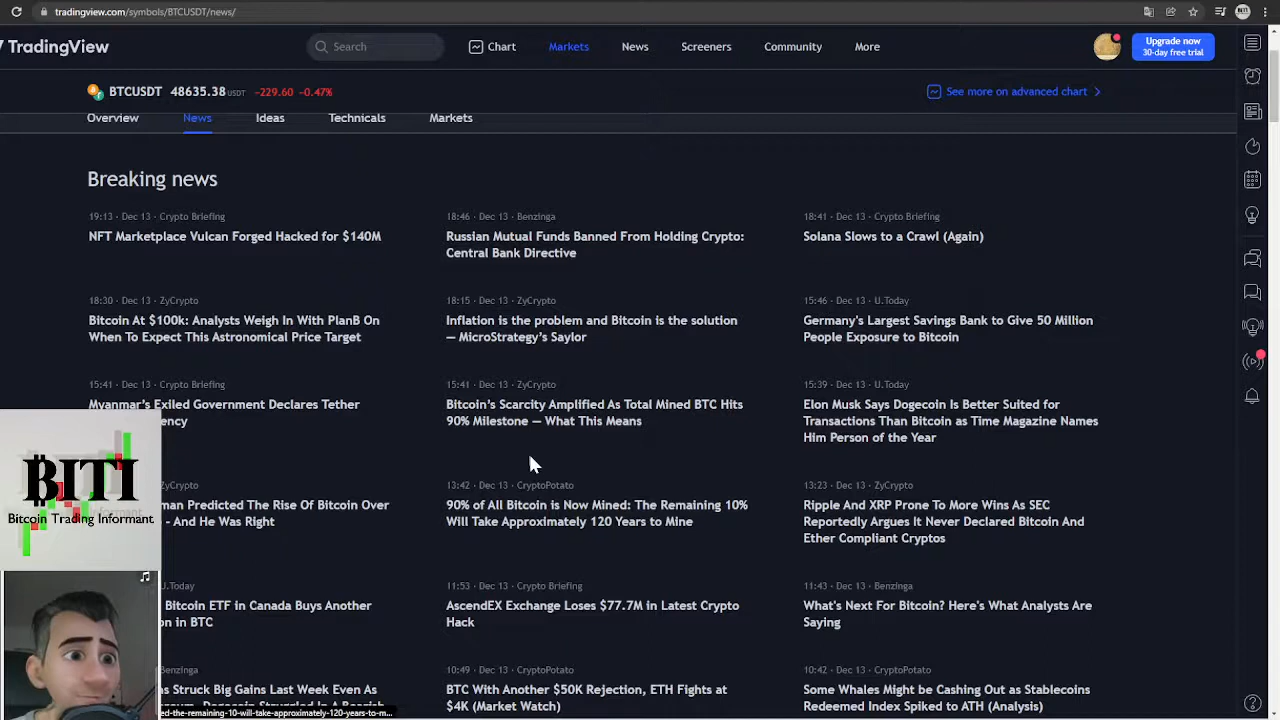 tradingview.com/symbols/BTCUSDT/news/
BITI
TradingView
Search
Chart
Markets
News
Screeners
Community
More
Upgrade now
30-day free trial
BTCUSDT 48635.38 USDT −229.60 −0.47%
See more on advanced chart
Overview
News
Ideas
Technicals
Markets
Breaking news
19:13 · Dec 13 · Crypto Briefing
NFT Marketplace Vulcan Forged Hacked for $140M
18:46 · Dec 13 · Benzinga
Russian Mutual Funds Banned From Holding Crypto:
Central Bank Directive
18:41 · Dec 13 · Crypto Briefing
Solana Slows to a Crawl (Again)
18:30 · Dec 13 · ZyCrypto
Bitcoin At $100k: Analysts Weigh In With PlanB On
When To Expect This Astronomical Price Target
18:15 · Dec 13 · ZyCrypto
Inflation is the problem and Bitcoin is the solution
— MicroStrategy's Saylor
15:46 · Dec 13 · U.Today
Germany's Largest Savings Bank to Give 50 Million
People Exposure to Bitcoin
15:41 · Dec 13 · Crypto Briefing
Myanmar's Exiled Government Declares Tether
ency
15:41 · Dec 13 · ZyCrypto
Bitcoin's Scarcity Amplified As Total Mined BTC Hits
90% Milestone — What This Means
15:39 · Dec 13 · U.Today
Elon Musk Says Dogecoin Is Better Suited for
Transactions Than Bitcoin as Time Magazine Names
Him Person of the Year
ZyCrypto
man Predicted The Rise Of Bitcoin Over
- And He Was Right
13:42 · Dec 13 · CryptoPotato
90% of All Bitcoin is Now Mined: The Remaining 10%
Will Take Approximately 120 Years to Mine
13:23 · Dec 13 · ZyCrypto
Ripple And XRP Prone To More Wins As SEC
Reportedly Argues It Never Declared Bitcoin And
Ether Compliant Cryptos
U.Today
Bitcoin ETF in Canada Buys Another
on in BTC
11:53 · Dec 13 · Crypto Briefing
AscendEX Exchange Loses $77.7M in Latest Crypto
Hack
11:43 · Dec 13 · Benzinga
What's Next For Bitcoin? Here's What Analysts Are
Saying
Benzinga
s Struck Big Gains Last Week Even As
10:49 · Dec 13 · CryptoPotato
BTC With Another $50K Rejection, ETH Fights at
$4K (Market Watch)
10:42 · Dec 13 · CryptoPotato
Some Whales Might be Cashing Out as Stablecoins
Redeemed Index Spiked to ATH (Analysis)
BITI
Bitcoin Trading Informant
ed-the-remaining-10-will-take-approximately-120-years-to-m...